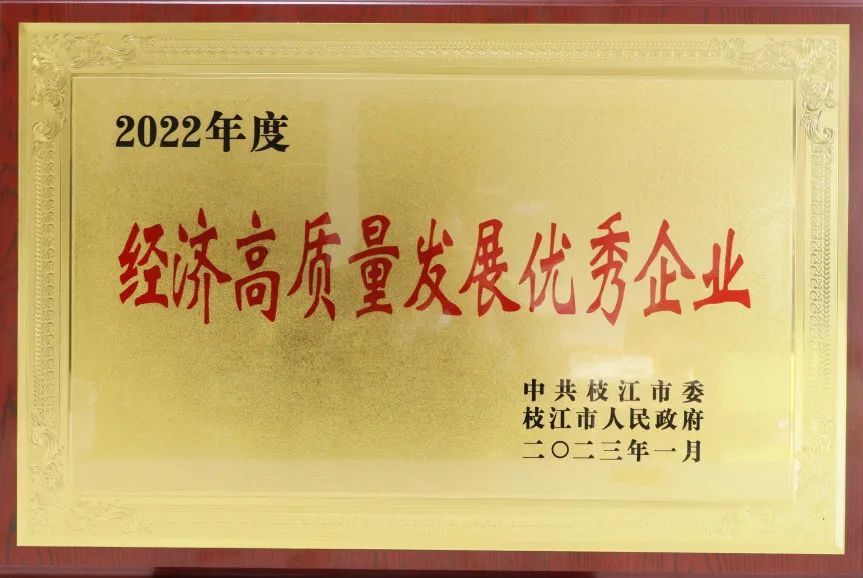 2022年度
经济高质量发展优秀企业
中共枝江市委
枝江市人民政府
二〇二三年一月